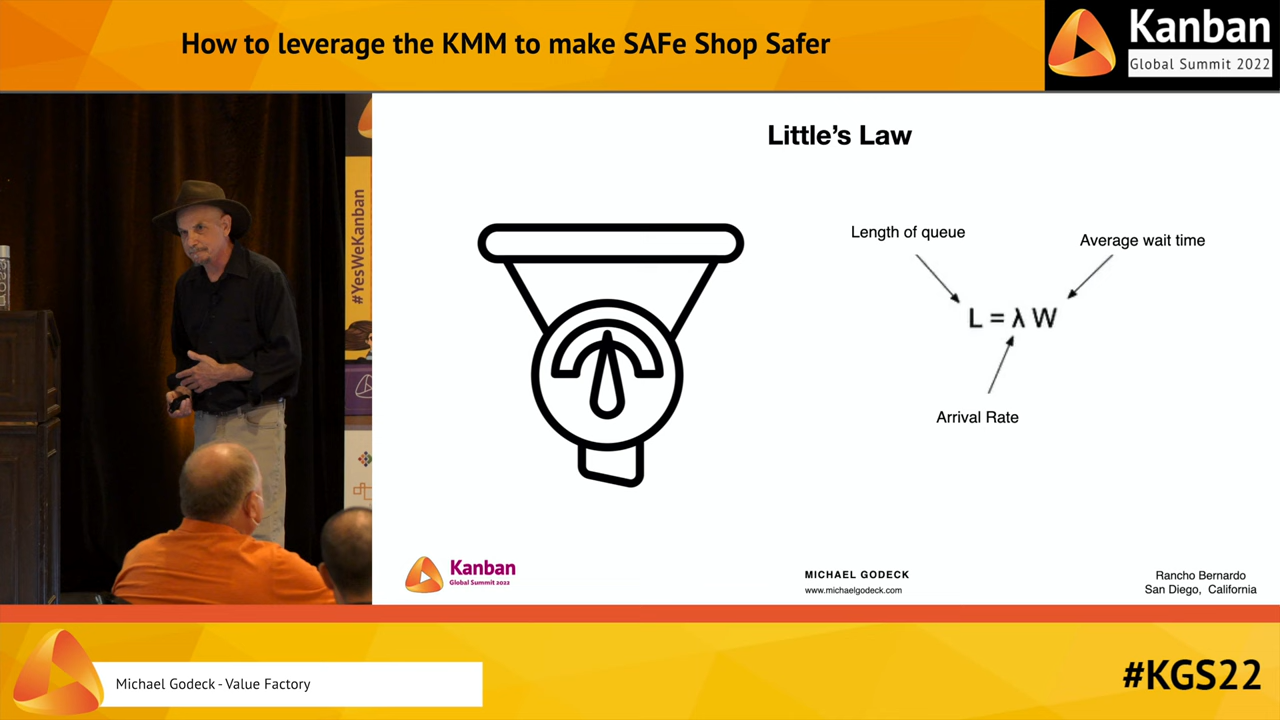 How to leverage the KMM to make SAFe Shop Safer
Kanban
Global Summit 2022
#YesWeKanban
Little's Law
Length of queue
Average wait time
L = λ W
Arrival Rate
Kanban
Global Summit 2022
MICHAEL GODECK
www.michaelgodeck.com
Rancho Bernardo
San Diego, California
Michael Godeck - Value Factory
#KGS22